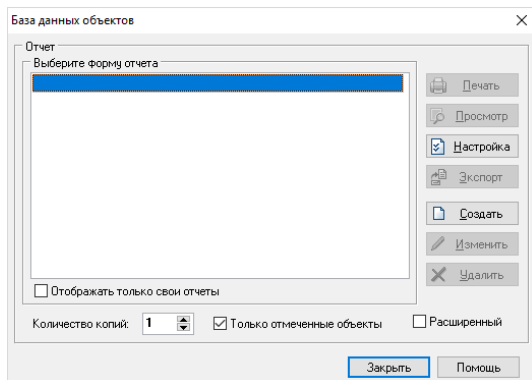 База данных объектов
Отчет
Выберите форму отчета
Печать
Просмотр
Настройка
Экспорт
Создать
Изменить
Удалить
Отображать только свои отчеты
Количество копий: 1
Только отмеченные объекты
Расширенный
Закрыть
Помощь